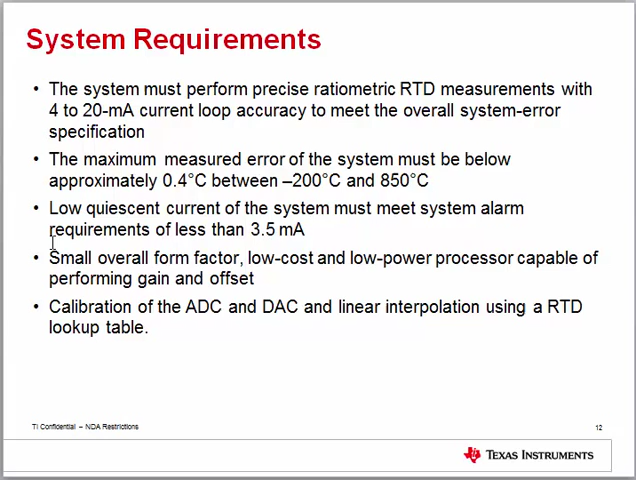 System Requirements
• The system must perform precise ratiometric RTD measurements with
4 to 20-mA current loop accuracy to meet the overall system-error
specification
• The maximum measured error of the system must be below
approximately 0.4°C between –200°C and 850°C
• Low quiescent current of the system must meet system alarm
requirements of less than 3.5 mA
• Small overall form factor, low-cost and low-power processor capable of
performing gain and offset
• Calibration of the ADC and DAC and linear interpolation using a RTD
lookup table.
TI Confidential – NDA Restrictions
12
TEXAS INSTRUMENTS